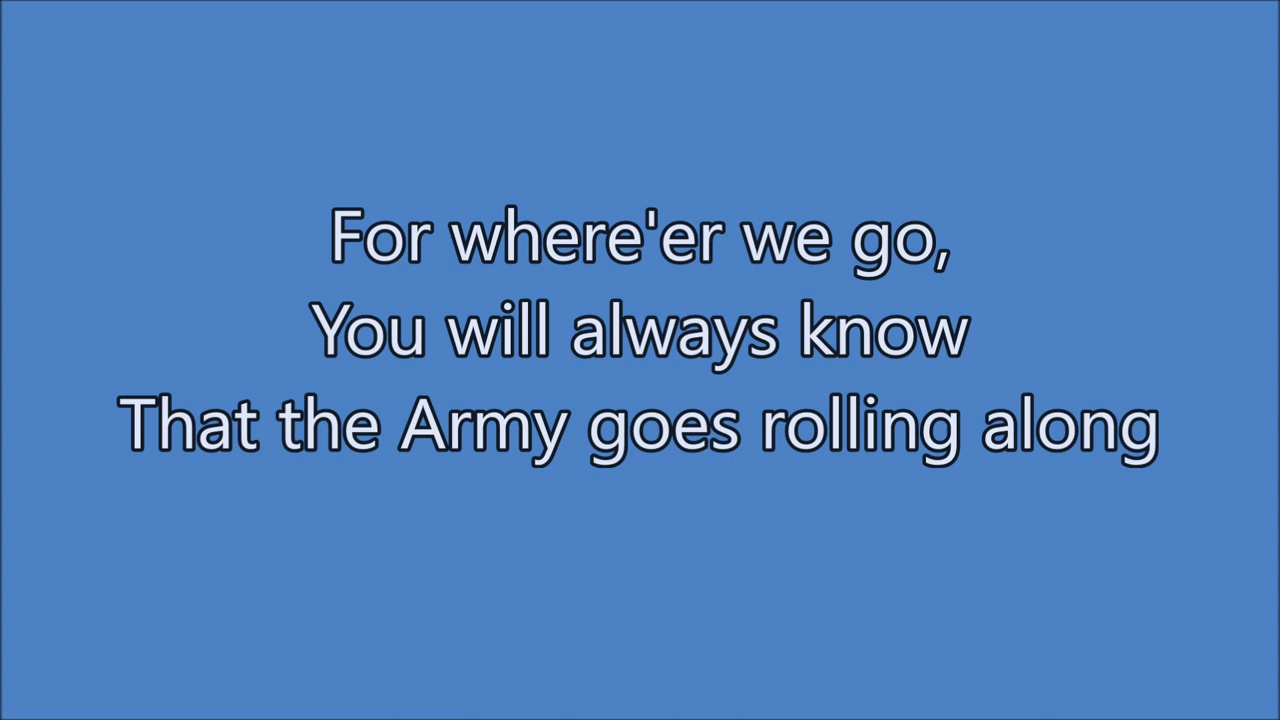 For where'er we go,
You will always know
That the Army goes rolling along